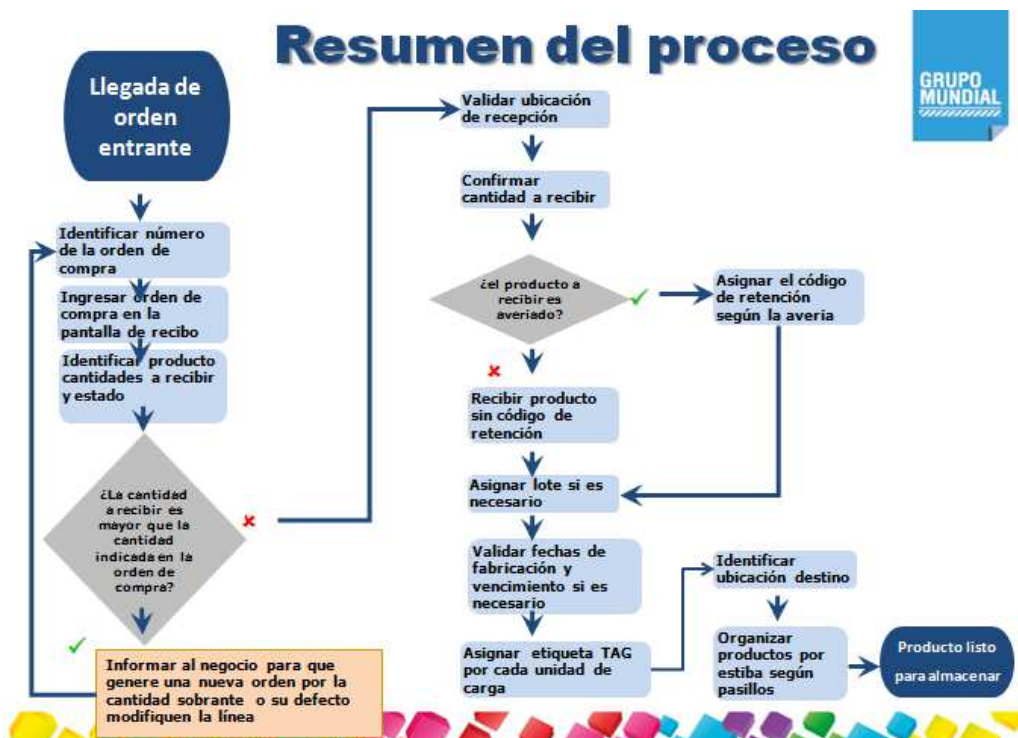 Resumen del proceso
GRUPO
MUNDIAL
Llegada de
orden
entrante
Identificar número
de la orden de
compra
Ingresar orden de
compra en la
pantalla de recibo
Identificar producto
cantidades a recibir
y estado
¿La cantidad
a recibir es
mayor que la
cantidad
indicada en la
orden de
compra?
Informar al negocio para que
genere una nueva orden por la
cantidad sobrante o su defecto
modifiquen la línea
Validar ubicación
de recepción
Confirmar
cantidad a recibir
¿el producto a
recibir es
averiado?
Asignar el código
de retención
según la averia
Recibir producto
sin código de
retención
Asignar lote si es
necesario
Validar fechas de
fabricación y
vencimiento si es
necesario
Asignar etiqueta TAG
por cada unidad de
carga
Identificar
ubicación destino
Organizar
productos por
estiba según
pasillos
Producto listo
para almacenar